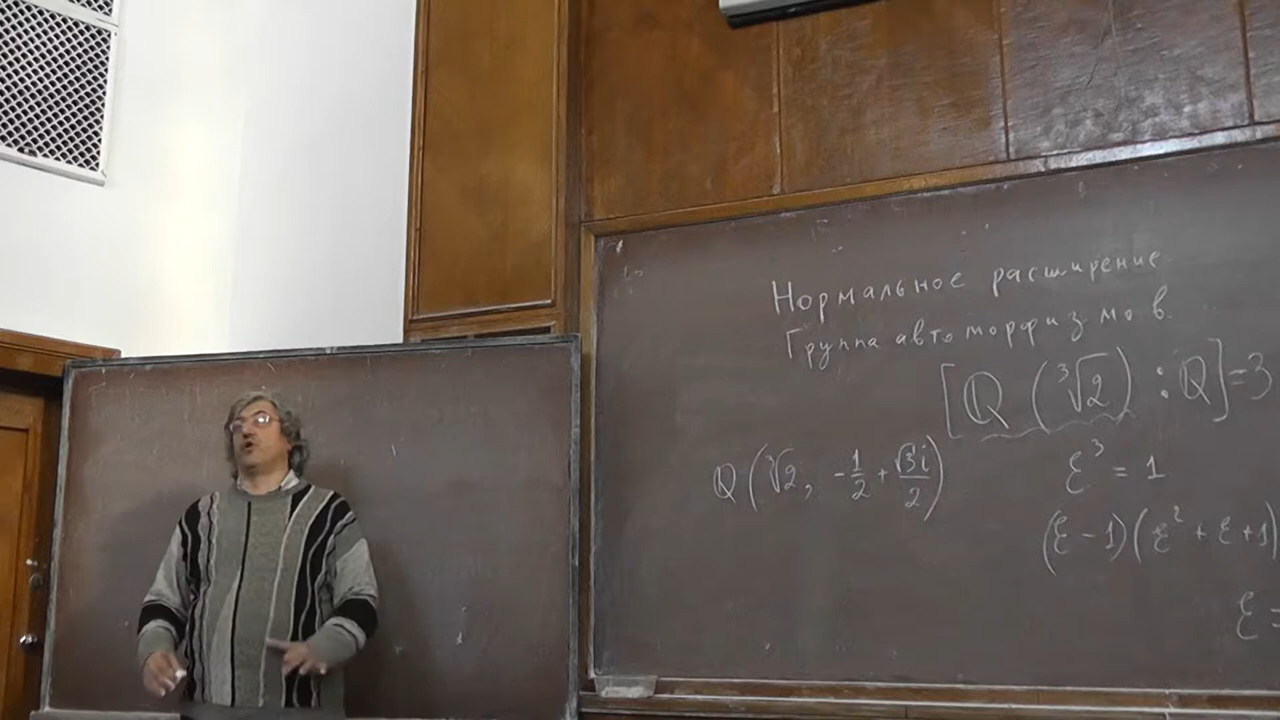 Нормальное расширение
Группа автоморфизмов.
[ℚ (∛2) : ℚ] = 3
ℚ (∛2, -1/2 + √3i/2)
ε³ = 1
(ε - 1)(ε² + ε + 1)
ε =